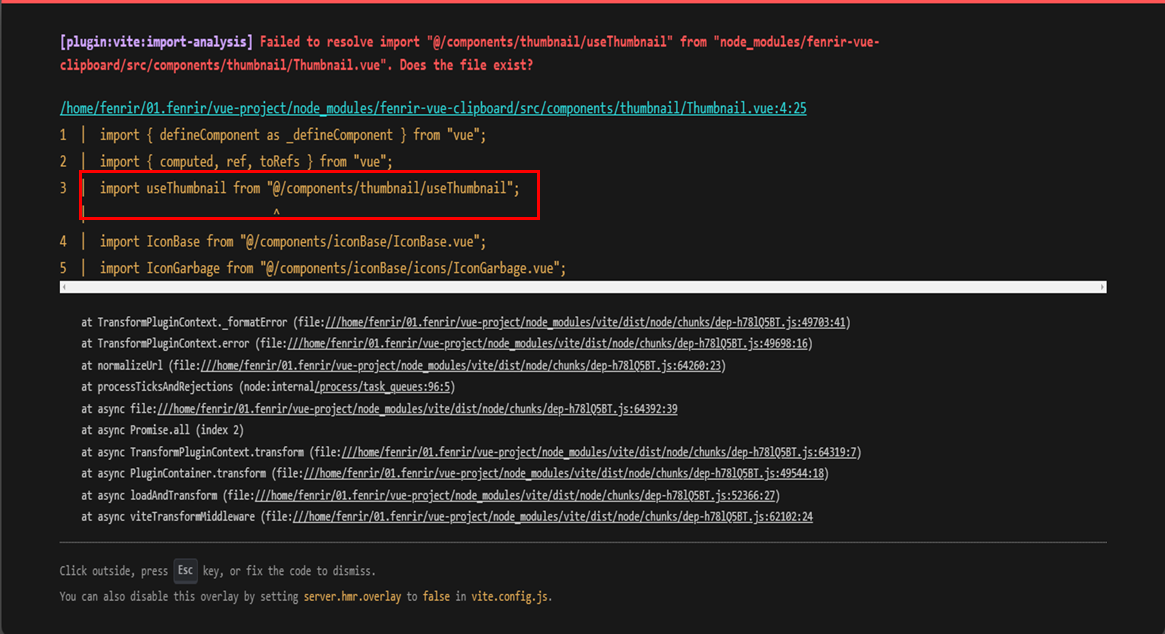 [plugin:vite:import-analysis] Failed to resolve import "@/components/thumbnail/useThumbnail" from "node_modules/fenrir-vue-
clipboard/src/components/thumbnail/Thumbnail.vue". Does the file exist?
/home/fenrir/01.fenrir/vue-project/node_modules/fenrir-vue-clipboard/src/components/thumbnail/Thumbnail.vue:4:25
1 | import { defineComponent as _defineComponent } from "vue";
2 | import { computed, ref, toRefs } from "vue";
3 | import useThumbnail from "@/components/thumbnail/useThumbnail";
| ^
4 | import IconBase from "@/components/iconBase/IconBase.vue";
5 | import IconGarbage from "@/components/iconBase/icons/IconGarbage.vue";
at TransformPluginContext._formatError (file:///home/fenrir/01.fenrir/vue-project/node_modules/vite/dist/node/chunks/dep-h78lQ5BT.js:49703:41)
at TransformPluginContext.error (file:///home/fenrir/01.fenrir/vue-project/node_modules/vite/dist/node/chunks/dep-h78lQ5BT.js:49698:16)
at normalizeUrl (file:///home/fenrir/01.fenrir/vue-project/node_modules/vite/dist/node/chunks/dep-h78lQ5BT.js:64260:23)
at processTicksAndRejections (node:internal/process/task_queues:96:5)
at async file:///home/fenrir/01.fenrir/vue-project/node_modules/vite/dist/node/chunks/dep-h78lQ5BT.js:64392:39
at async Promise.all (index 2)
at async TransformPluginContext.transform (file:///home/fenrir/01.fenrir/vue-project/node_modules/vite/dist/node/chunks/dep-h78lQ5BT.js:64319:7)
at async PluginContainer.transform (file:///home/fenrir/01.fenrir/vue-project/node_modules/vite/dist/node/chunks/dep-h78lQ5BT.js:49544:18)
at async loadAndTransform (file:///home/fenrir/01.fenrir/vue-project/node_modules/vite/dist/node/chunks/dep-h78lQ5BT.js:52366:27)
at async viteTransformMiddleware (file:///home/fenrir/01.fenrir/vue-project/node_modules/vite/dist/node/chunks/dep-h78lQ5BT.js:62102:24
Click outside, press Esc key, or fix the code to dismiss.
You can also disable this overlay by setting server.hmr.overlay to false in vite.config.js.